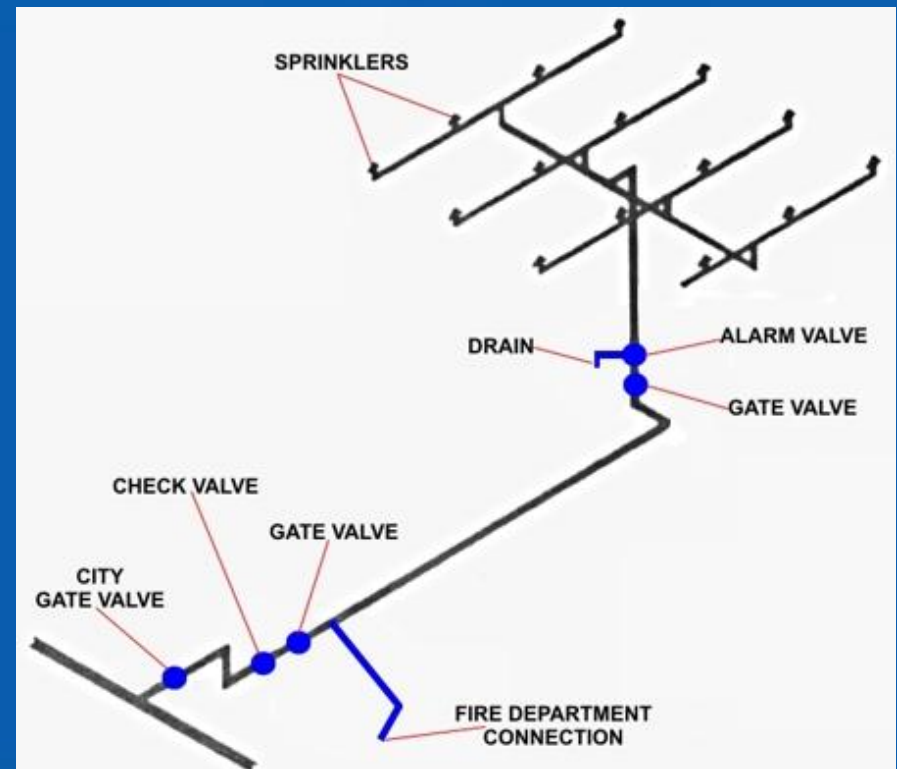 SPRINKLERS
DRAIN
ALARM VALVE
GATE VALVE
CHECK VALVE
GATE VALVE
CITY
GATE VALVE
FIRE DEPARTMENT
CONNECTION